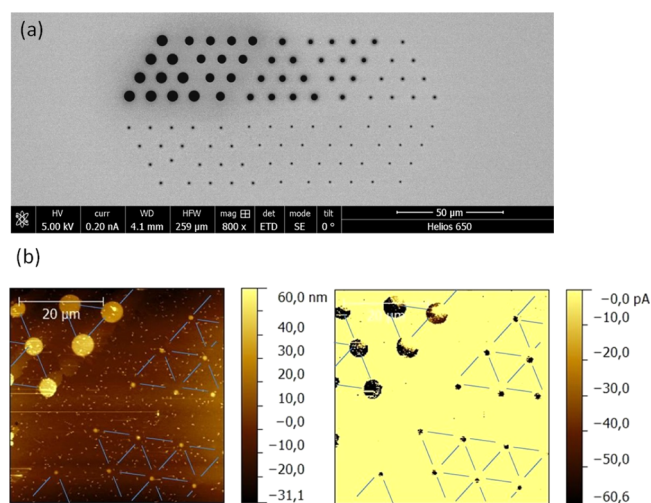 (a)
HV curr WD HFW mag det mode tilt 50 µm
5.00 kV 0.20 nA 4.1 mm 259 µm 800 x ETD SE 0 ° Helios 650
(b)
20 µm
60,0 nm
40,0
30,0
20,0
10,0
−0,0
−10,0
−20,0
−31,1
−0,0 pA
−10,0
−20,0
−30,0
−40,0
−50,0
−60,6